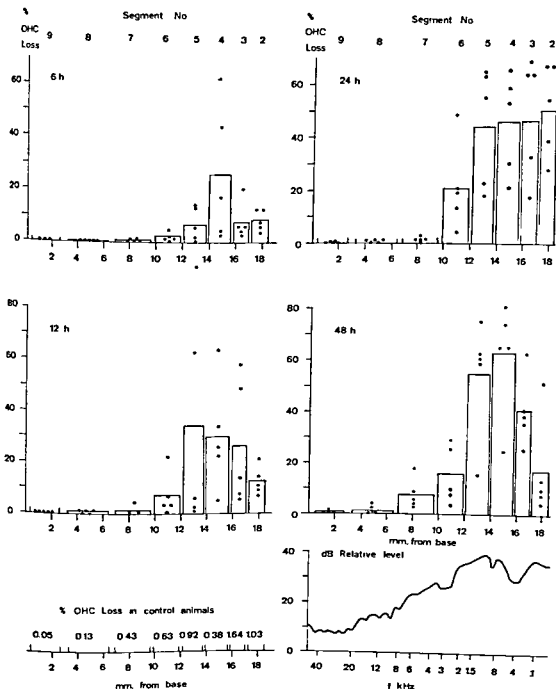 %
OHC
Loss
Segment No
9 8 7 6 5 4 3 2
6 h
60
40
20
0
2 4 6 8 10 12 14 16 18
%
OHC
Loss
Segment No
9 8 7 6 5 4 3 2
24 h
60
40
20
0
2 4 6 8 10 12 14 16 18
80
12 h
60
40
20
0
2 4 6 8 10 12 14 16 18
mm. from base
80
48 h
60
40
20
0
2 4 6 8 10 12 14 16 18
mm. from base
% OHC Loss in control animals
0.05 0.13 0.43 0.63 0.92 0.38 1.64 1.03
2 4 6 8 10 12 14 16 18
mm. from base
40
dB Relative level
30
20
10
0
40 20 12 8 6 4 3 2 1.5 .8 .6 .4 .2 .1
f kHz